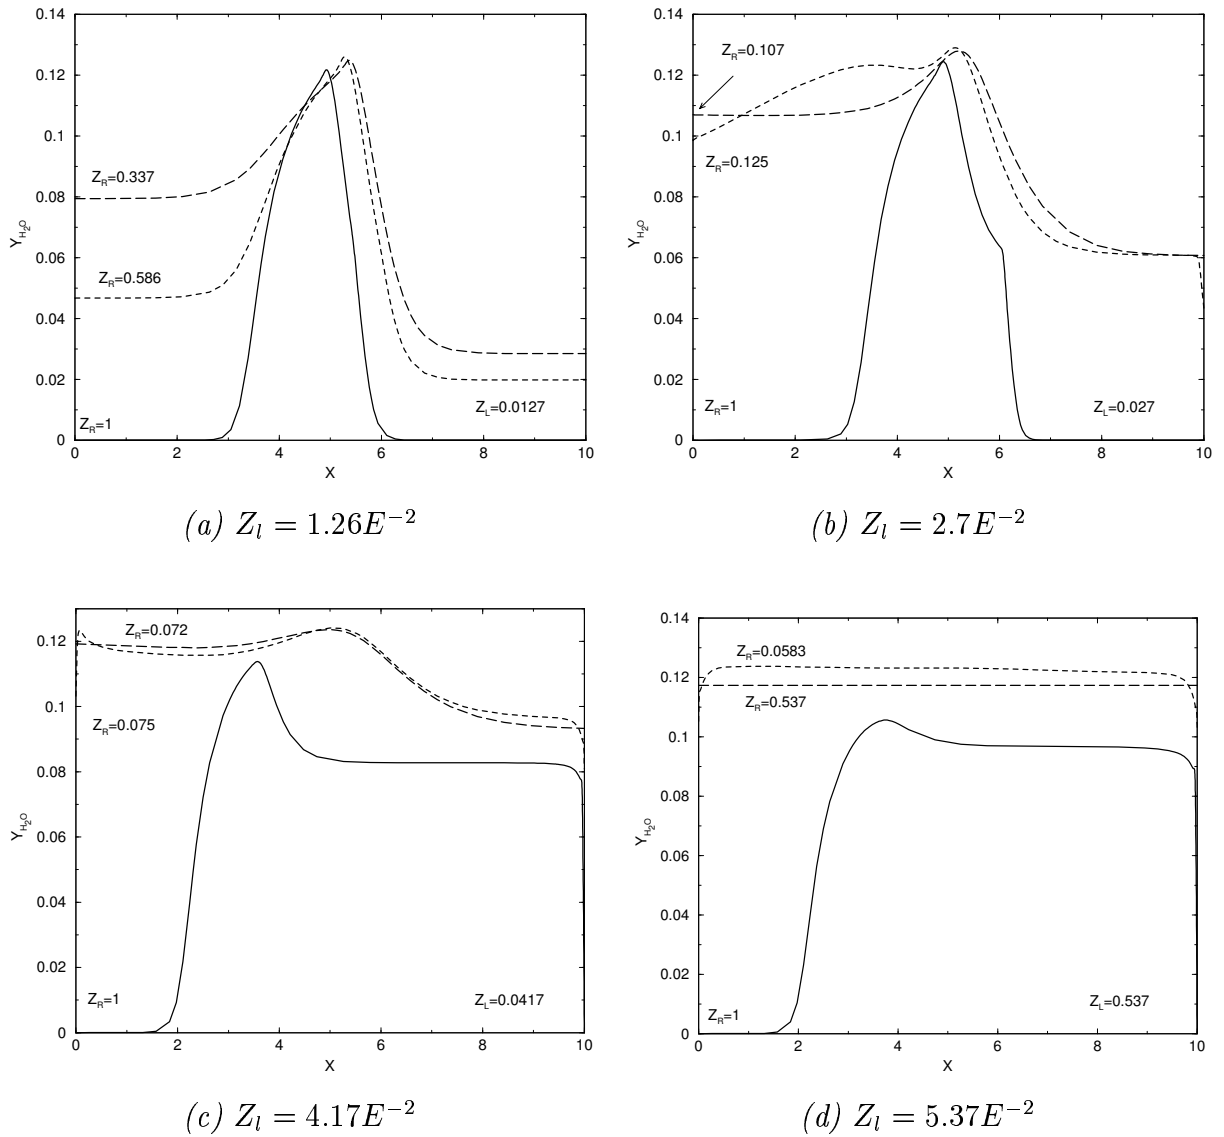 0.14
0.12
0.1
0.08
0.06
0.04
0.02
0
Y_H₂O
Z_R=0.337
Z_R=0.586
Z_R=1
Z_L=0.0127
0 2 4 6 8 10
X
(a) Z_l = 1.26E^−2
0.14
0.12
0.1
0.08
0.06
0.04
0.02
0
Y_H₂O
Z_R=0.107
Z_R=0.125
Z_R=1
Z_L=0.027
0 2 4 6 8 10
X
(b) Z_l = 2.7E^−2
0.12
0.1
0.08
0.06
0.04
0.02
0
Y_H₂O
Z_R=0.072
Z_R=0.075
Z_R=1
Z_L=0.0417
0 2 4 6 8 10
X
(c) Z_l = 4.17E^−2
0.14
0.12
0.1
0.08
0.06
0.04
0.02
0
Y_H₂O
Z_R=0.0583
Z_R=0.537
Z_R=1
Z_L=0.537
0 2 4 6 8 10
X
(d) Z_l = 5.37E^−2